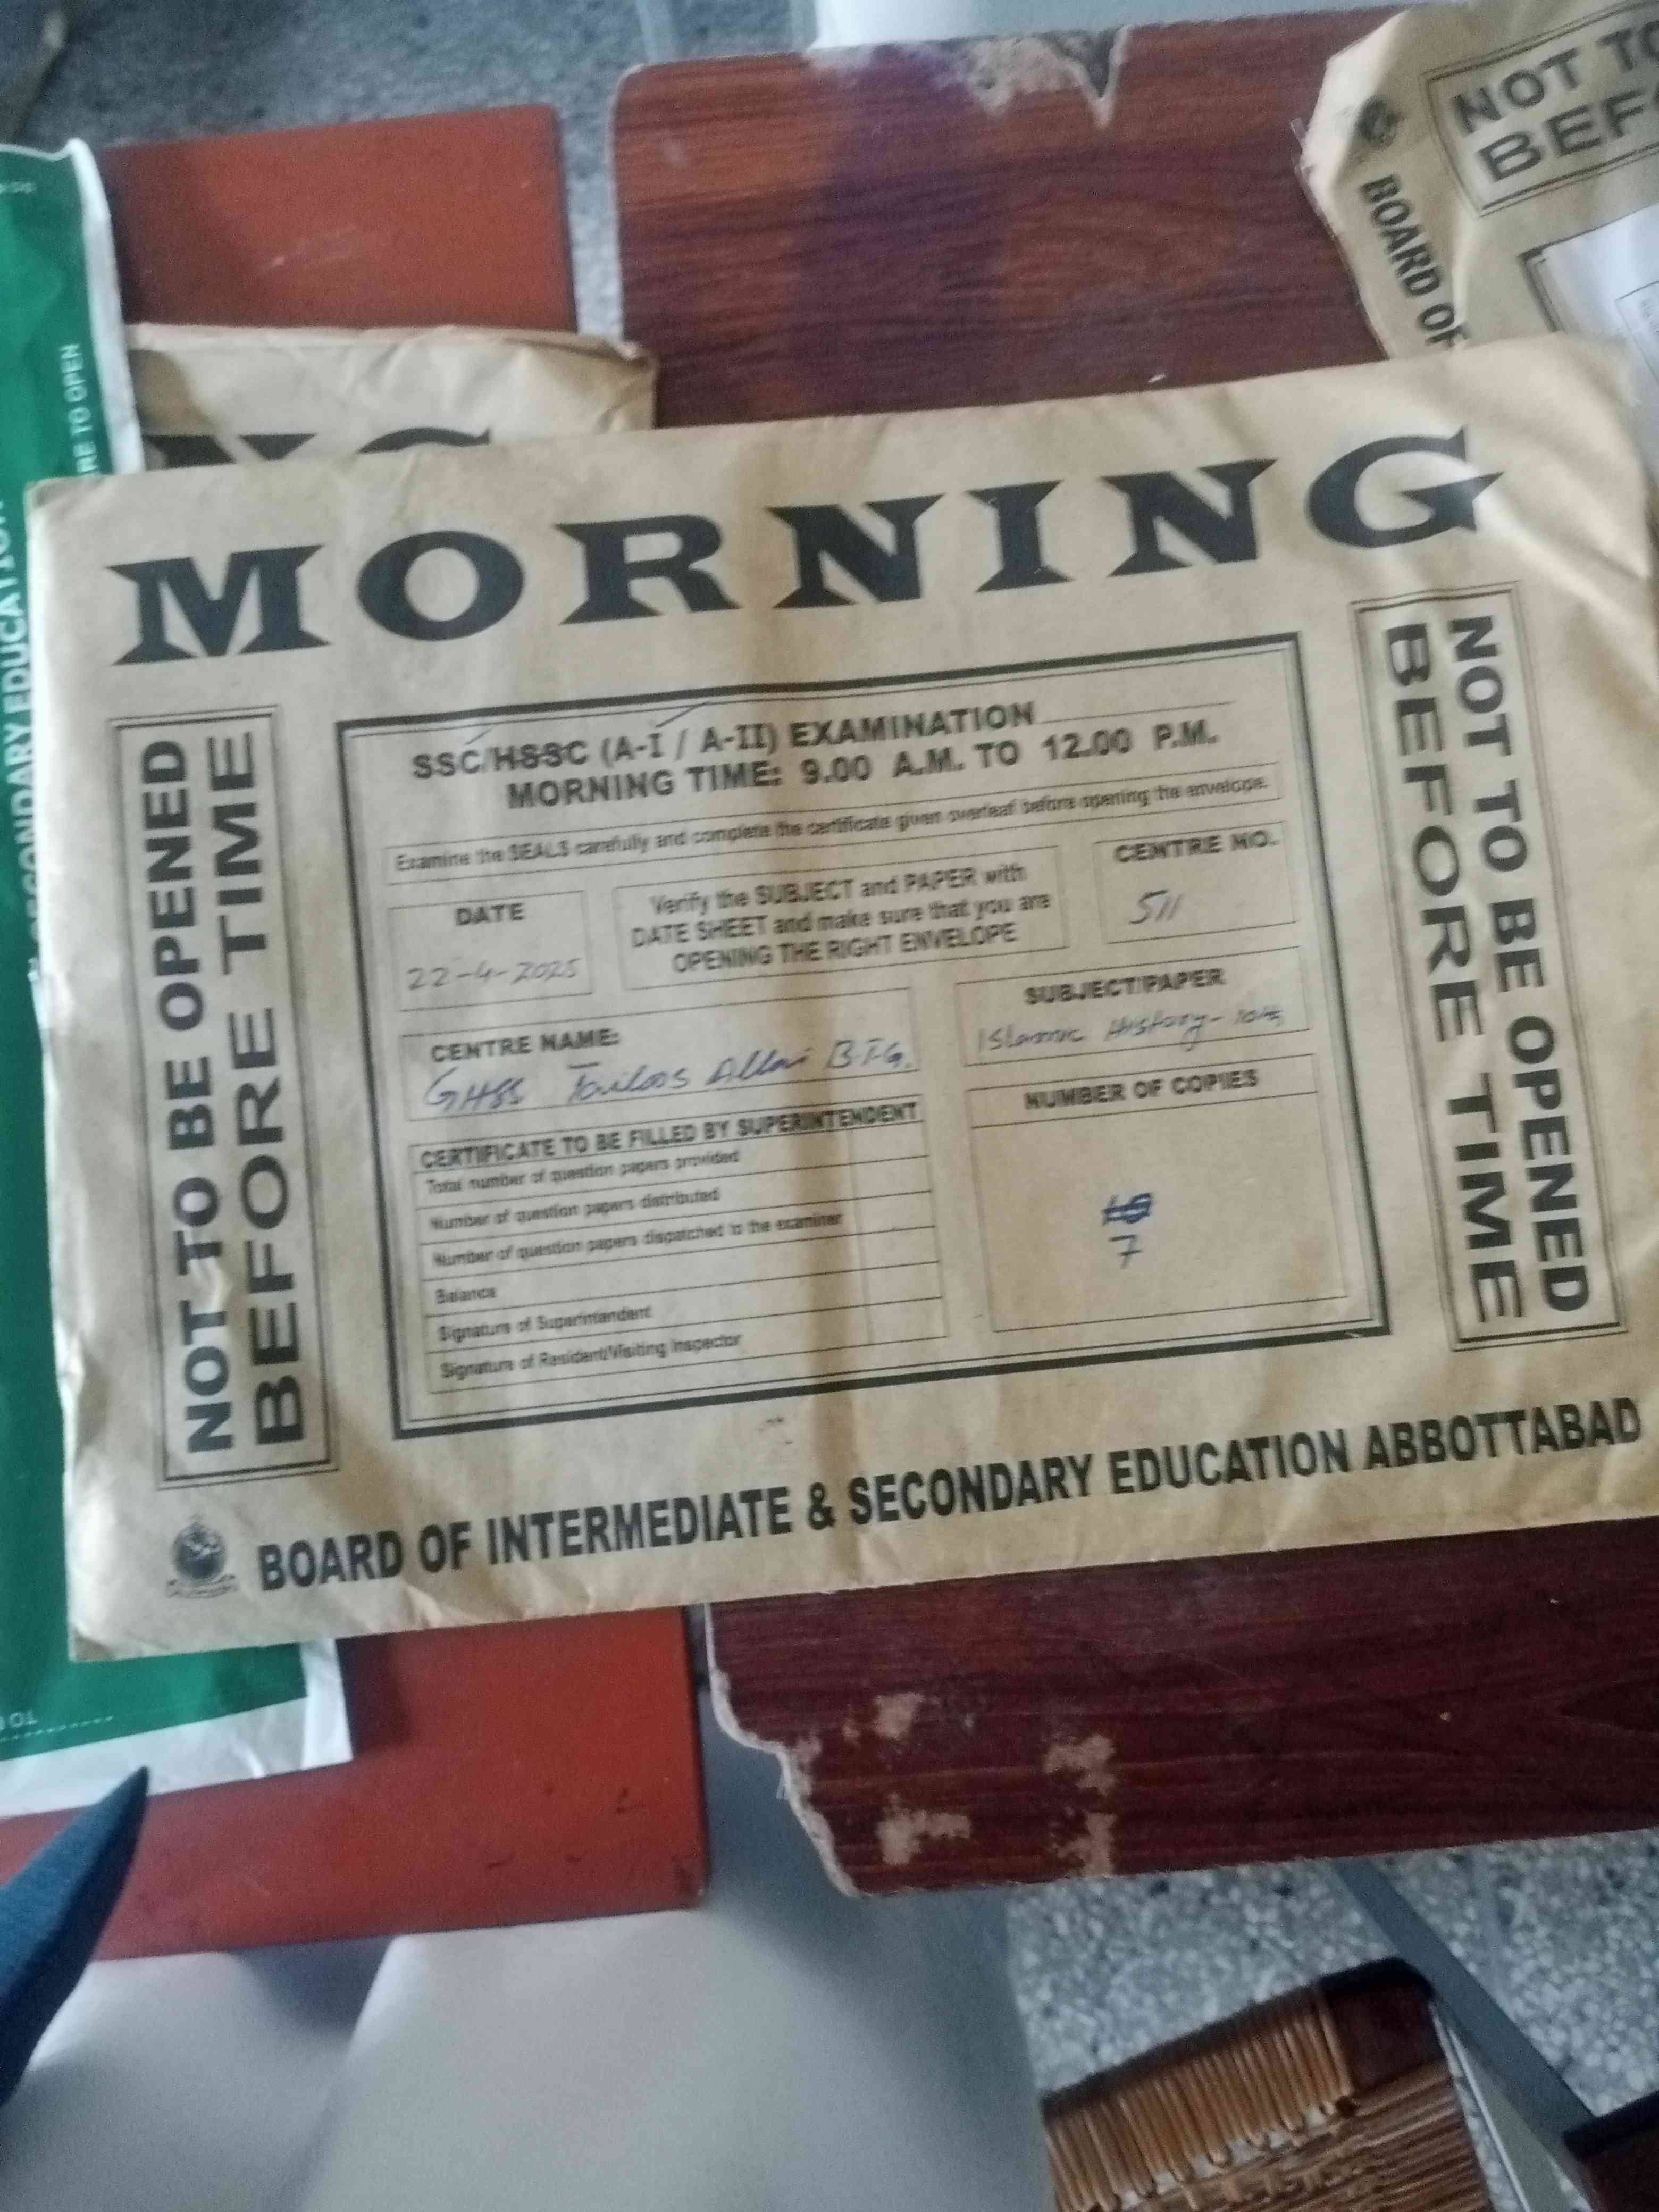 MORNING
NOT TO BE OPENED
BEFORE TIME
SSC/HSSC (A-I / A-II) EXAMINATION
MORNING TIME: 9.00 A.M. TO 12.00 P.M.
Examine the SEALS carefully and complete the certificate given overleaf before opening the envelope.
DATE
22-4-2025
Verify the SUBJECT and PAPER with
DATE SHEET and make sure that you are
OPENING THE RIGHT ENVELOPE
CENTRE NO.
511
CENTRE NAME:
GHSS Allai B.T.G.
SUBJECT/PAPER
Islamic History - 10th
CERTIFICATE TO BE FILLED BY SUPERINTENDENT
Total number of question papers provided
Number of question papers distributed
Number of question papers dispatched to the examiner
Balance
Signature of Superintendent
Signature of Resident/Visiting Inspector
NUMBER OF COPIES
7
NOT TO BE OPENED
BEFORE TIME
BOARD OF INTERMEDIATE & SECONDARY EDUCATION ABBOTTABAD
NOT TO
BEF
BOARD OF
RE TO OPEN
SECONDARY EDUCATION